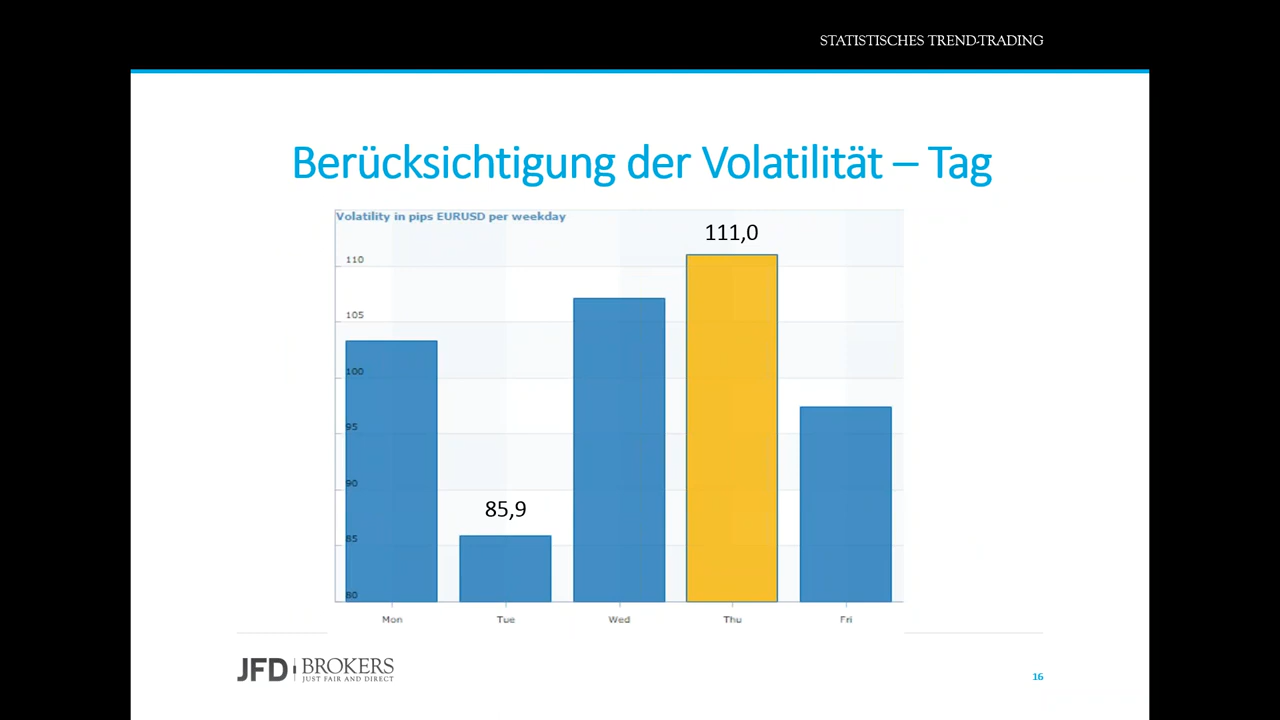 STATISTISCHES TREND-TRADING
Berücksichtigung der Volatilität – Tag
Volatility in pips EURUSD per weekday
111,0
110
105
100
95
90
85,9
85
80
Mon Tue Wed Thu Fri
JFD BROKERS
JUST FAIR AND DIRECT
16